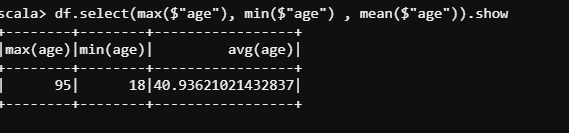 scala> df.select(max($"age"), min($"age") , mean($"age")).show
+--------+--------+-----------------+
|max(age)|min(age)|         avg(age)|
+--------+--------+-----------------+
|      95|      18|40.93621021432837|
+--------+--------+-----------------+